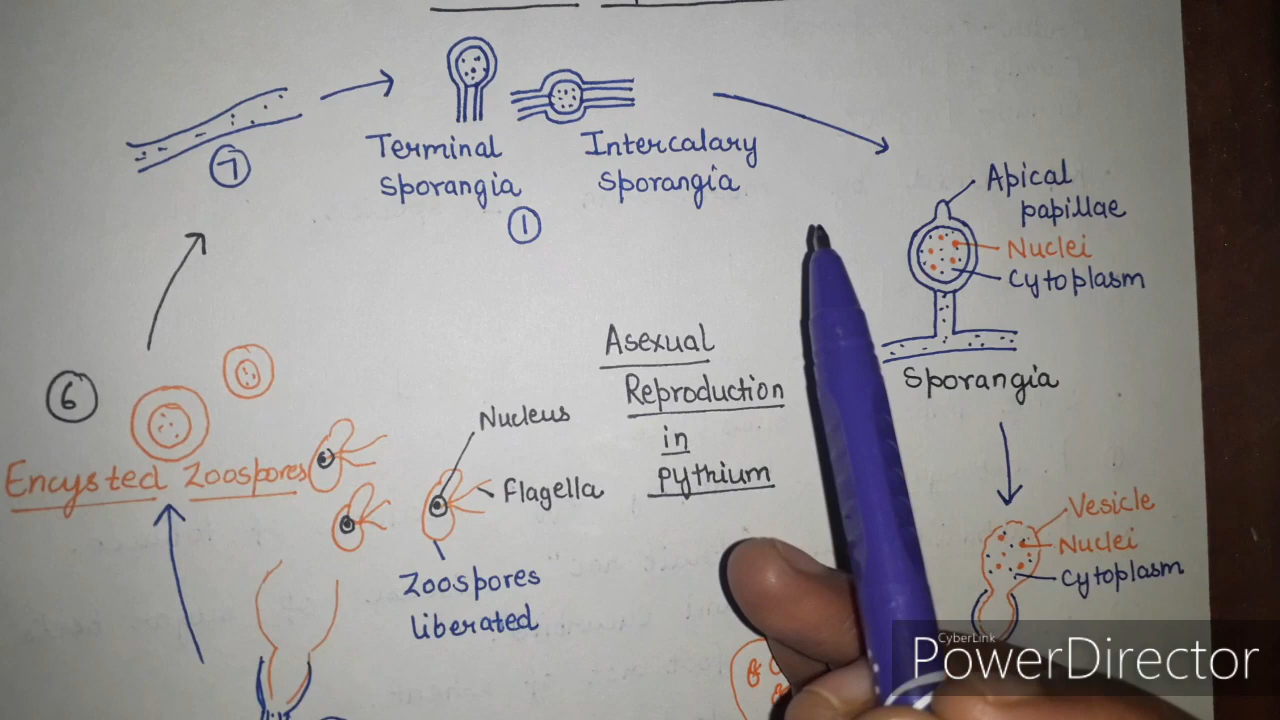 Terminal
sporangia
Intercalary
sporangia
1
7
Apical
papillae
Nuclei
Cytoplasm
Sporangia
Asexual
Reproduction
in
pythium
6
Encysted Zoospores
Nucleus
Flagella
Zoospores
liberated
Vesicle
Nuclei
Cytoplasm
CyberLink
PowerDirector